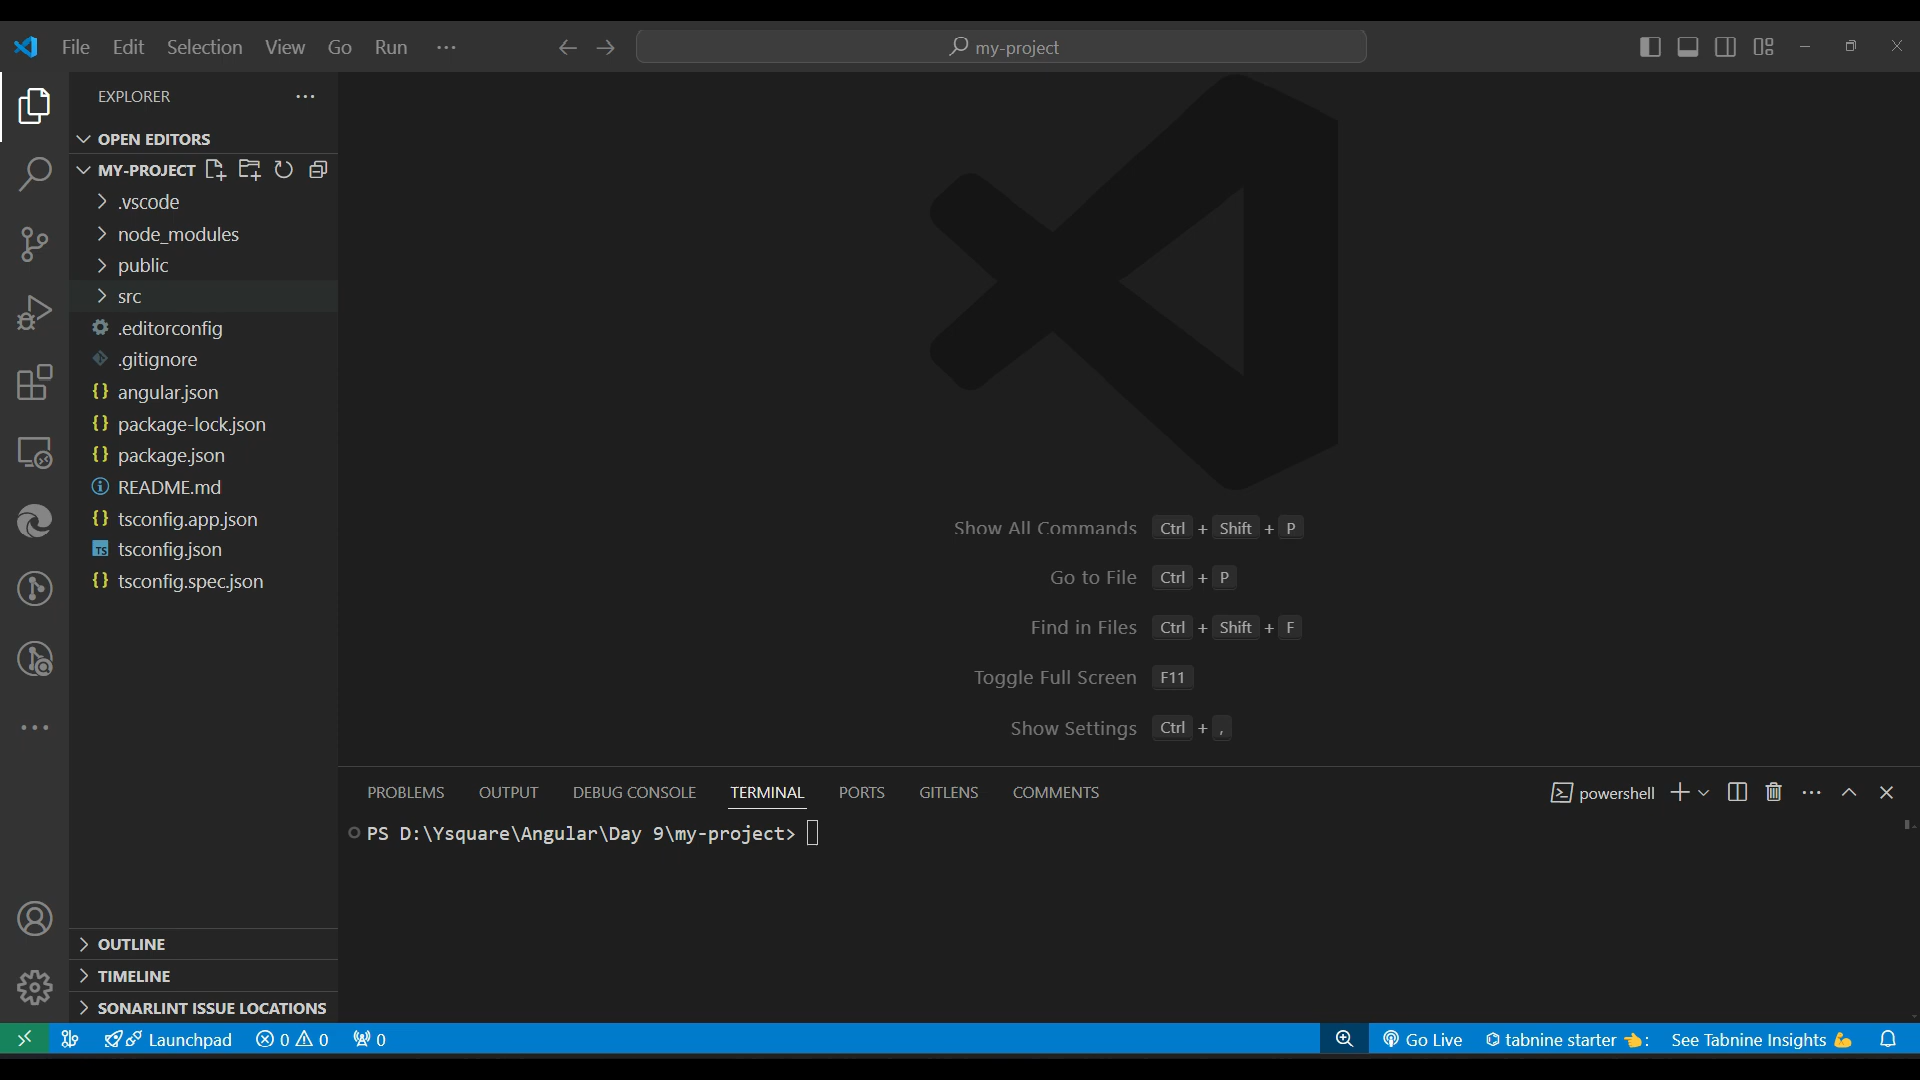 File Edit Selection View Go Run ···
my-project
EXPLORER
OPEN EDITORS
MY-PROJECT
.vscode
node_modules
public
src
.editorconfig
.gitignore
angular.json
package-lock.json
package.json
README.md
tsconfig.app.json
tsconfig.json
tsconfig.spec.json
OUTLINE
TIMELINE
SONARLINT ISSUE LOCATIONS
Show All Commands Ctrl + Shift + P
Go to File Ctrl + P
Find in Files Ctrl + Shift + F
Toggle Full Screen F11
Show Settings Ctrl + ,
PROBLEMS OUTPUT DEBUG CONSOLE TERMINAL PORTS GITLENS COMMENTS
powershell
PS D:\Ysquare\Angular\Day 9\my-project>
Launchpad 0 0 0
Go Live tabnine starter 👈: See Tabnine Insights 💪